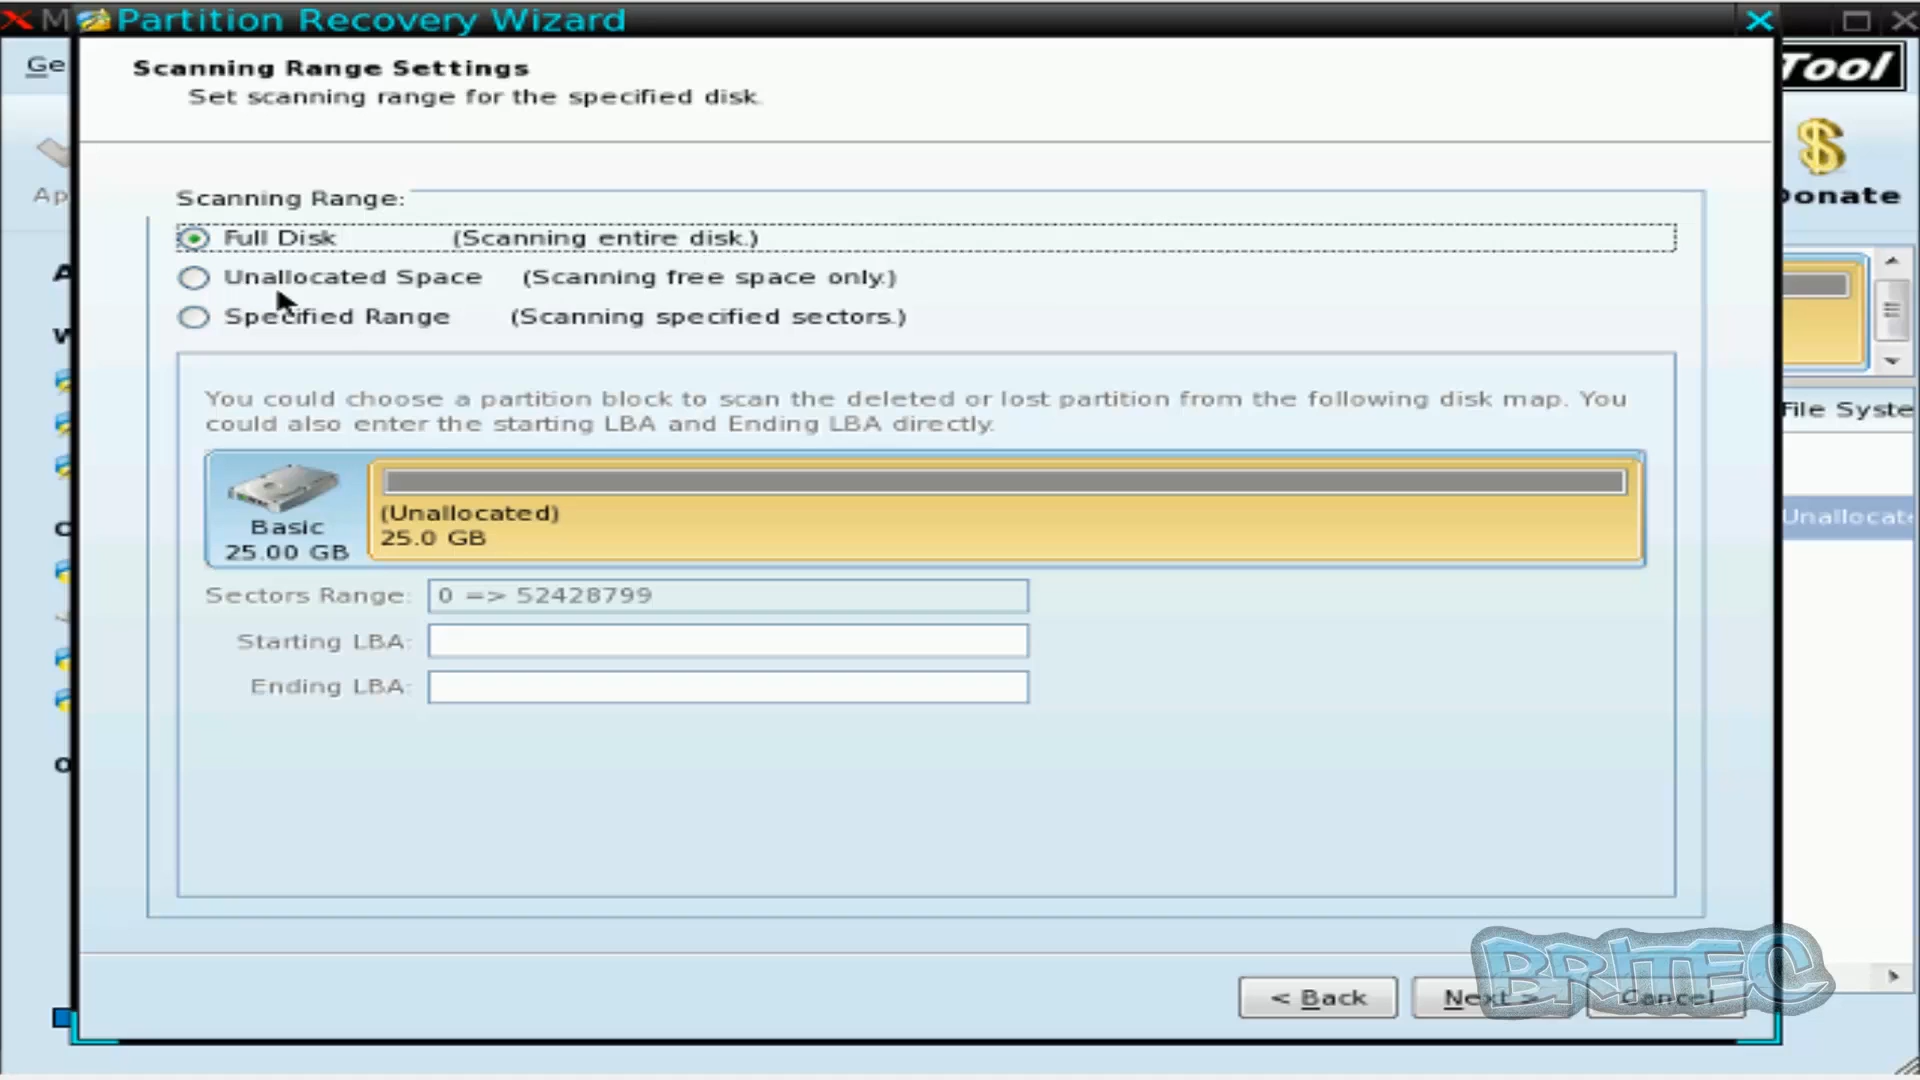 M Partition Recovery Wizard
Ge
Scanning Range Settings
Set scanning range for the specified disk.
Tool
Ap
Donate
Scanning Range:
Full Disk (Scanning entire disk.)
Unallocated Space (Scanning free space only.)
Specified Range (Scanning specified sectors.)
You could choose a partition block to scan the deleted or lost partition from the following disk map. You
could also enter the starting LBA and Ending LBA directly.
File Syste
Basic
25.00 GB
(Unallocated)
25.0 GB
Unallocate
Sectors Range: 0 => 52428799
Starting LBA:
Ending LBA:
BRITEC
< Back
Next >
Cancel